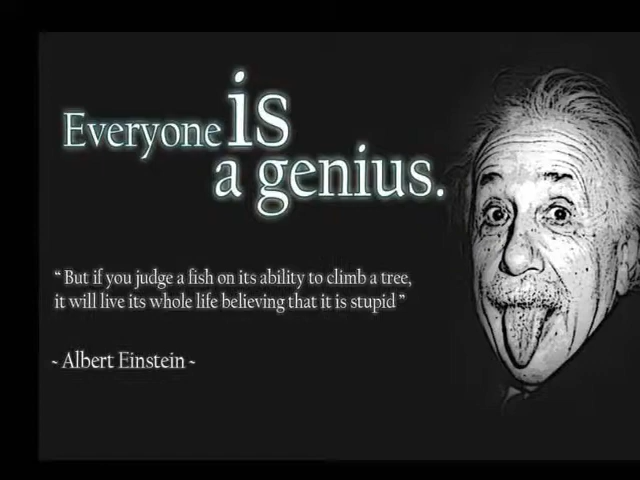 Everyone is
a genius.
“ But if you judge a fish on its ability to climb a tree,
it will live its whole life believing that it is stupid ”
~ Albert Einstein ~